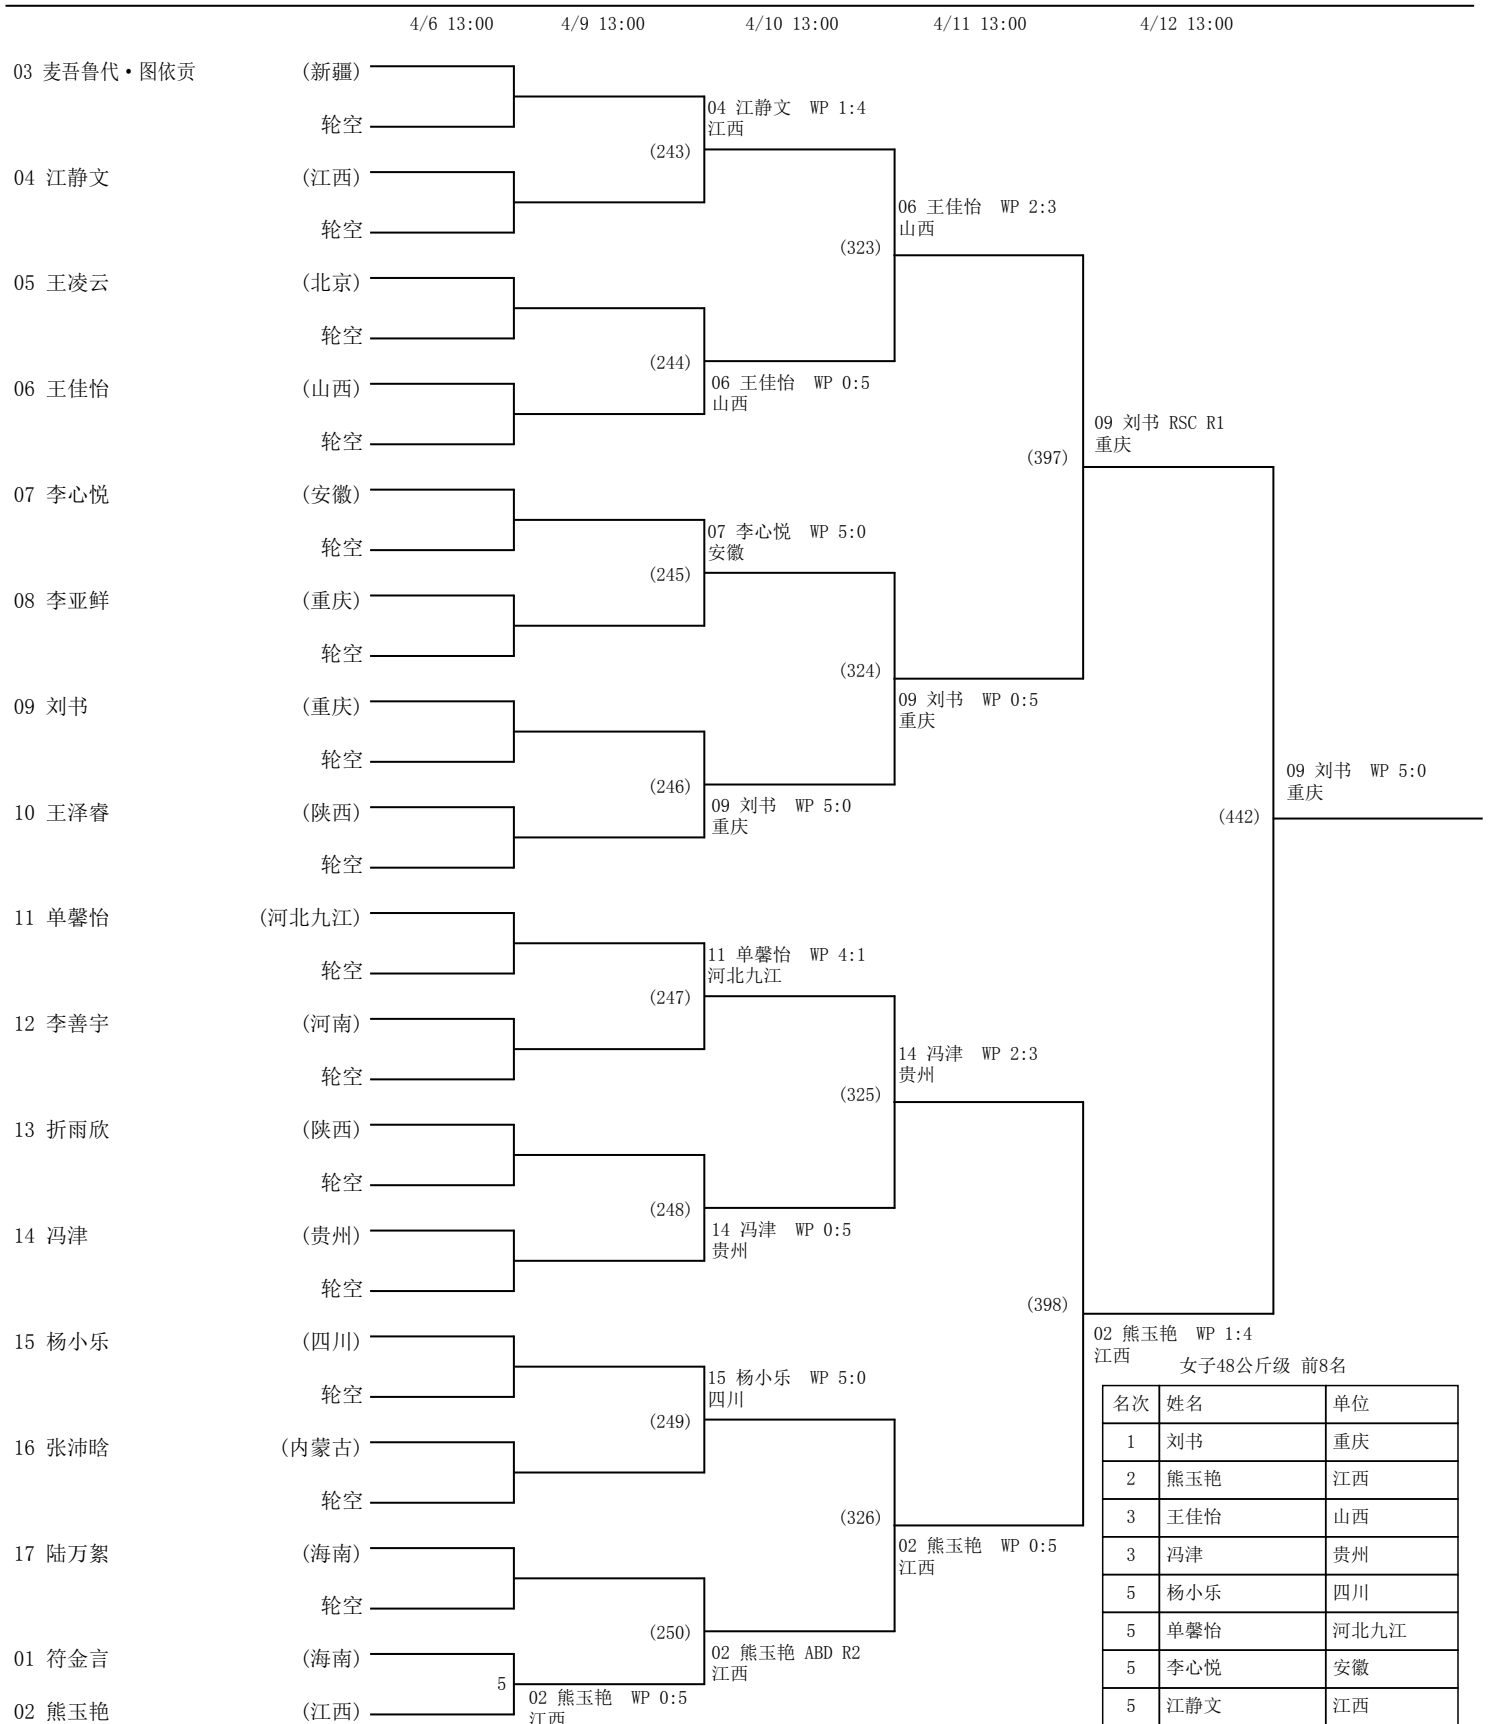 4/6 13:00 4/9 13:00 4/10 13:00 4/11 13:00 4/12 13:00
03 麦吾鲁代·图依贡 (新疆)
04 江静文 WP 1:4
江西
轮空
(243)
04 江静文 (江西)
06 王佳怡 WP 2:3
山西
轮空
(323)
05 王凌云 (北京)
轮空
(244)
06 王佳怡 WP 0:5
山西
06 王佳怡 (山西)
09 刘书 RSC R1
重庆
轮空
(397)
07 李心悦 (安徽)
07 李心悦 WP 5:0
安徽
轮空
(245)
08 李亚鲜 (重庆)
轮空
(324)
09 刘书 WP 0:5
重庆
09 刘书 (重庆)
轮空
09 刘书 WP 5:0
重庆
(246)
09 刘书 WP 5:0
重庆
10 王泽睿 (陕西)
(442)
轮空
11 单馨怡 (河北九江)
11 单馨怡 WP 4:1
河北九江
轮空
(247)
12 李善宇 (河南)
14 冯津 WP 2:3
贵州
轮空
(325)
13 折雨欣 (陕西)
轮空
(248)
14 冯津 WP 0:5
贵州
14 冯津 (贵州)
轮空
(398)
02 熊玉艳 WP 1:4
江西
15 杨小乐 (四川)
15 杨小乐 WP 5:0
四川
轮空
(249)
16 张沛晗 (内蒙古)
轮空
(326)
02 熊玉艳 WP 0:5
江西
17 陆万絮 (海南)
轮空
(250)
02 熊玉艳 ABD R2
江西
01 符金言 (海南)
5
02 熊玉艳 WP 0:5
江西
02 熊玉艳 (江西)
女子48公斤级 前8名
名次 姓名 单位
1 刘书 重庆
2 熊玉艳 江西
3 王佳怡 山西
3 冯津 贵州
5 杨小乐 四川
5 单馨怡 河北九江
5 李心悦 安徽
5 江静文 江西